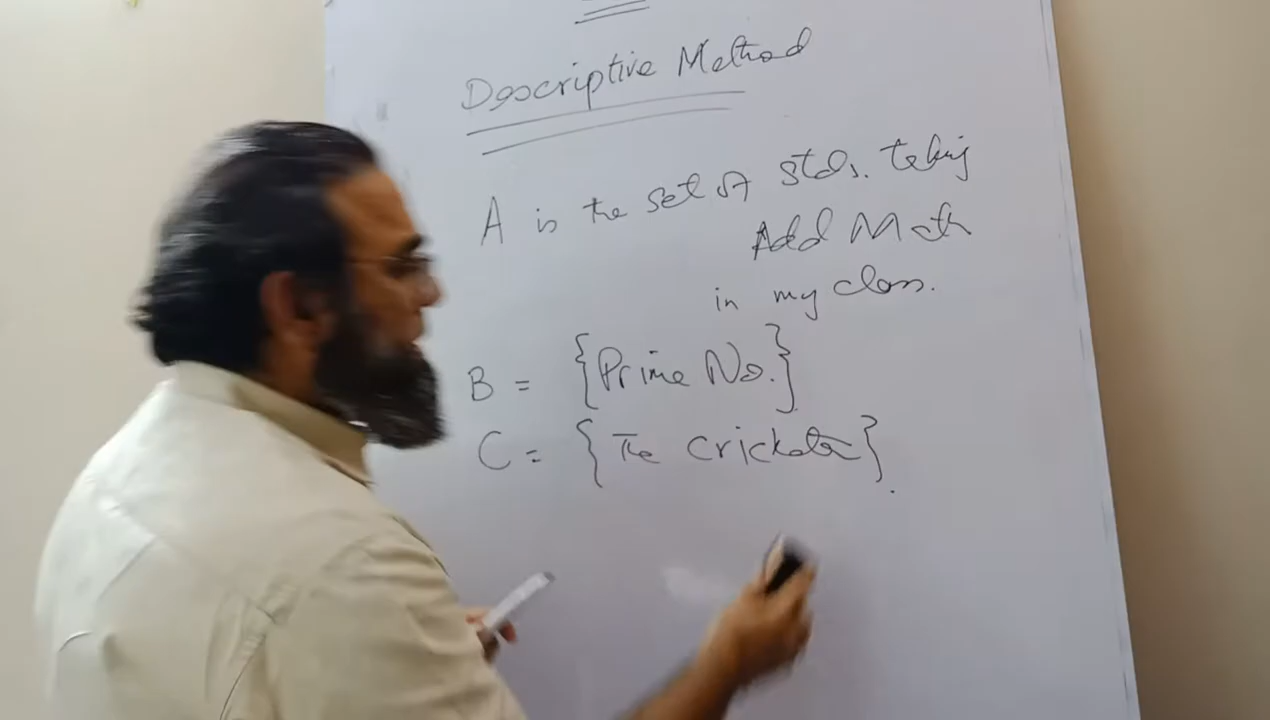 Descriptive Method
A is the set of Stds. taking
Add Math
in my class.
B = {Prime No.}
C = {The Cricketer}